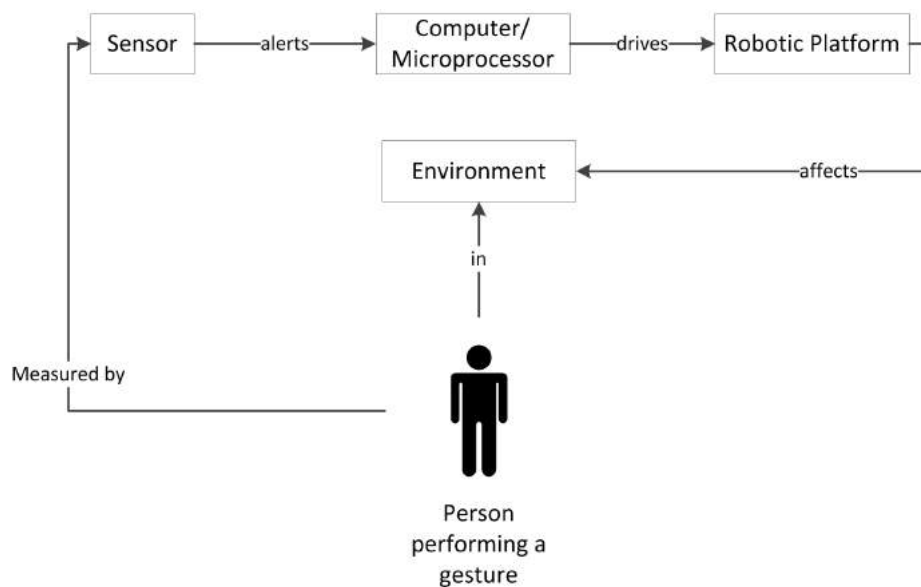 Sensor
alerts
Computer/
Microprocessor
drives
Robotic Platform
Environment
affects
in
Measured by
Person
performing a
gesture